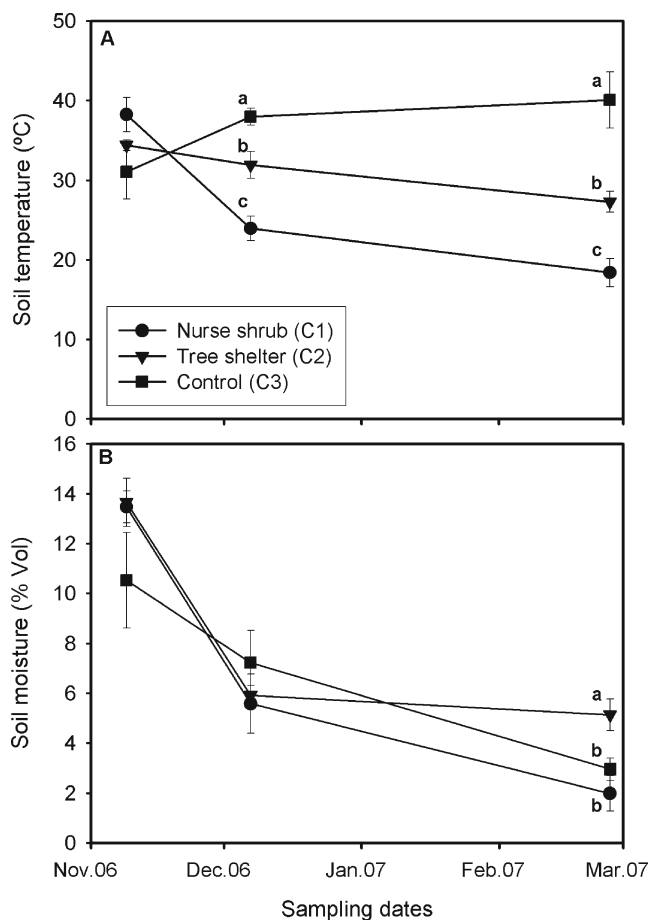 50
A
a
a
40
Soil temperature (ºC)
b
30
b
c
c
20
Nurse shrub (C1)
Tree shelter (C2)
10
Control (C3)
0
16
B
14
12
Soil moisture (% Vol)
10
8
a
6
4
b
2
b
0
Nov.06 Dec.06 Jan.07 Feb.07 Mar.07
Sampling dates